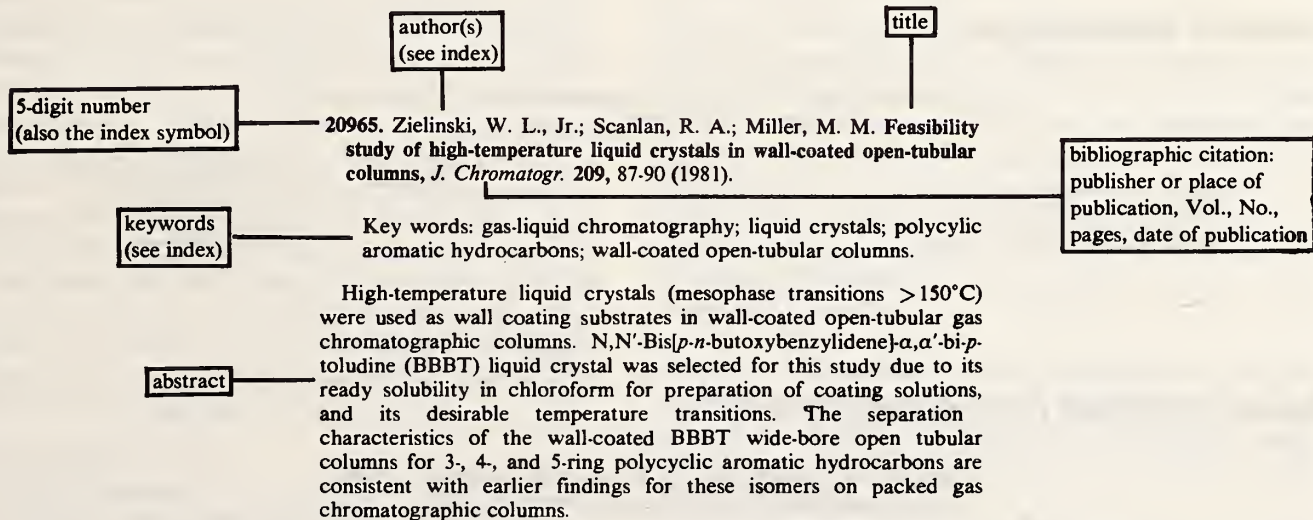 author(s)
(see index)
title
5-digit number
(also the index symbol)
20965. Zielinski, W. L., Jr.; Scanlan, R. A.; Miller, M. M. Feasibility
study of high-temperature liquid crystals in wall-coated open-tubular
columns, J. Chromatogr. 209, 87-90 (1981).
bibliographic citation:
publisher or place of
publication, Vol., No.,
pages, date of publication
keywords
(see index)
Key words: gas-liquid chromatography; liquid crystals; polycylic
aromatic hydrocarbons; wall-coated open-tubular columns.
abstract
High-temperature liquid crystals (mesophase transitions >150°C)
were used as wall coating substrates in wall-coated open-tubular gas
chromatographic columns. N,N'-Bis[p-n-butoxybenzylidene}-α,α'-bi-p-
toludine (BBBT) liquid crystal was selected for this study due to its
ready solubility in chloroform for preparation of coating solutions,
and its desirable temperature transitions. The separation
characteristics of the wall-coated BBBT wide-bore open tubular
columns for 3-, 4-, and 5-ring polycyclic aromatic hydrocarbons are
consistent with earlier findings for these isomers on packed gas
chromatographic columns.